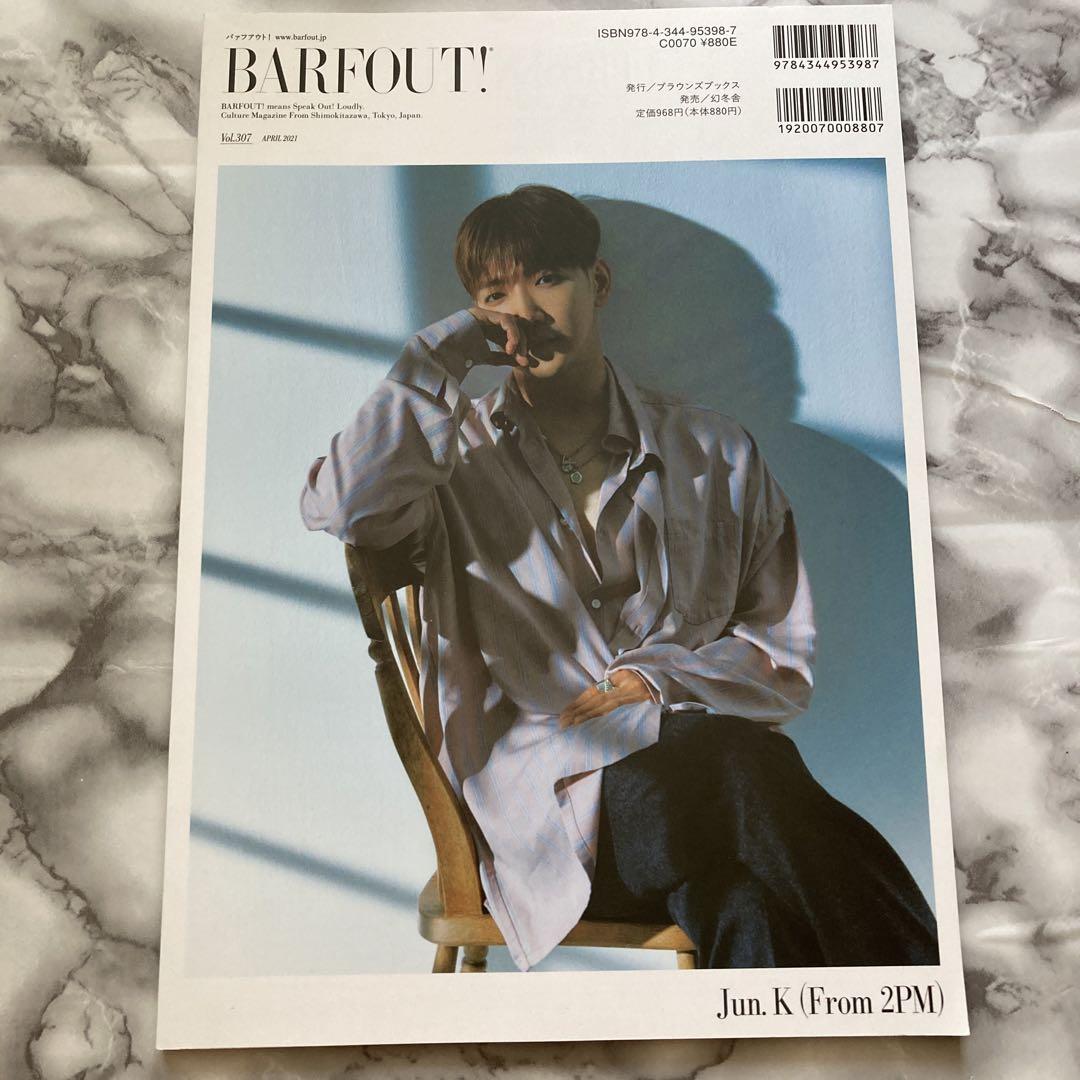 バァフアウト! www.barfout.jp
BARFOUT!
BARFOUT! means Speak Out! Loudly.
Culture Magazine From Shimokitazawa, Tokyo, Japan.
Vol.307 APRIL 2021
ISBN978-4-344-95398-7
C0070 ¥880E
発行／ブラウンズブックス
発売／幻冬舎
定価968円(本体880円)
9784344953987
1920070008807
Jun. K (From 2PM)